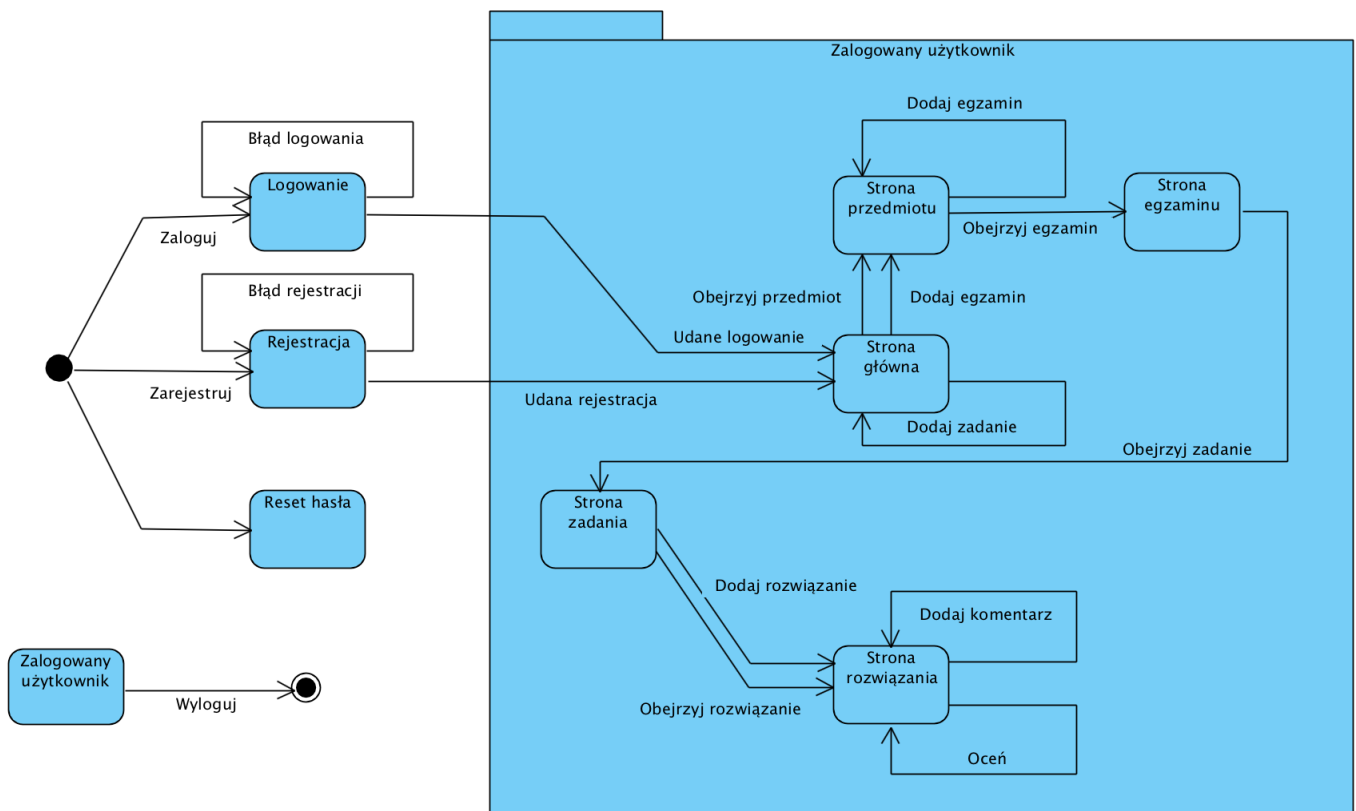 Zalogowany użytkownik
Dodaj egzamin
Błąd logowania
Logowanie
Zaloguj
Strona
przedmiotu
Strona
egzaminu
Obejrzyj egzamin
Błąd rejestracji
Rejestracja
Zarejestruj
Obejrzyj przedmiot
Dodaj egzamin
Udane logowanie
Strona
główna
Udana rejestracja
Dodaj zadanie
Obejrzyj zadanie
Reset hasła
Strona
zadania
Dodaj rozwiązanie
Dodaj komentarz
Strona
rozwiązania
Obejrzyj rozwiązanie
Oceń
Zalogowany
użytkownik
Wyloguj